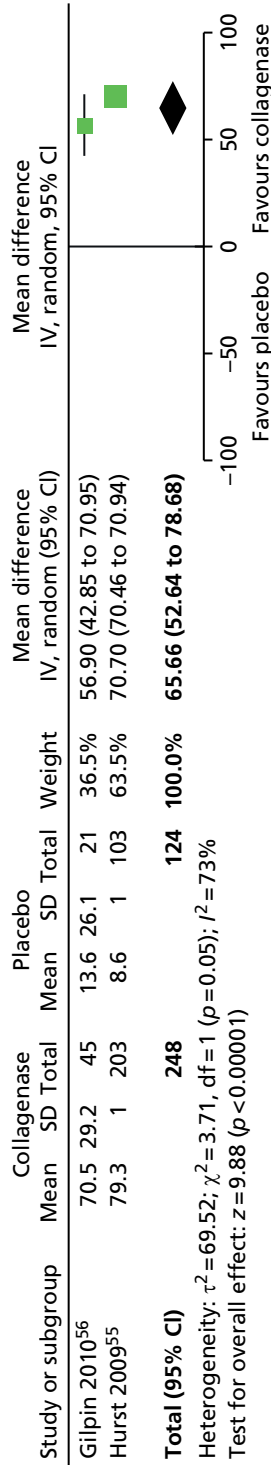 Collagenase Placebo Mean difference Mean difference
Study or subgroup Mean SD Total Mean SD Total Weight IV, random (95% CI) IV, random, 95% CI
Gilpin 2010⁵⁶ 70.5 29.2 45 13.6 26.1 21 36.5% 56.90 (42.85 to 70.95)
Hurst 2009⁵⁵ 79.3 1 203 8.6 1 103 63.5% 70.70 (70.46 to 70.94)
Total (95% CI) 248 124 100.0% 65.66 (52.64 to 78.68)
Heterogeneity: τ²=69.52; χ²=3.71, df=1 (p=0.05); I²=73%
Test for overall effect: z=9.88 (p<0.00001)
−100 −50 0 50 100
Favours placebo Favours collagenase